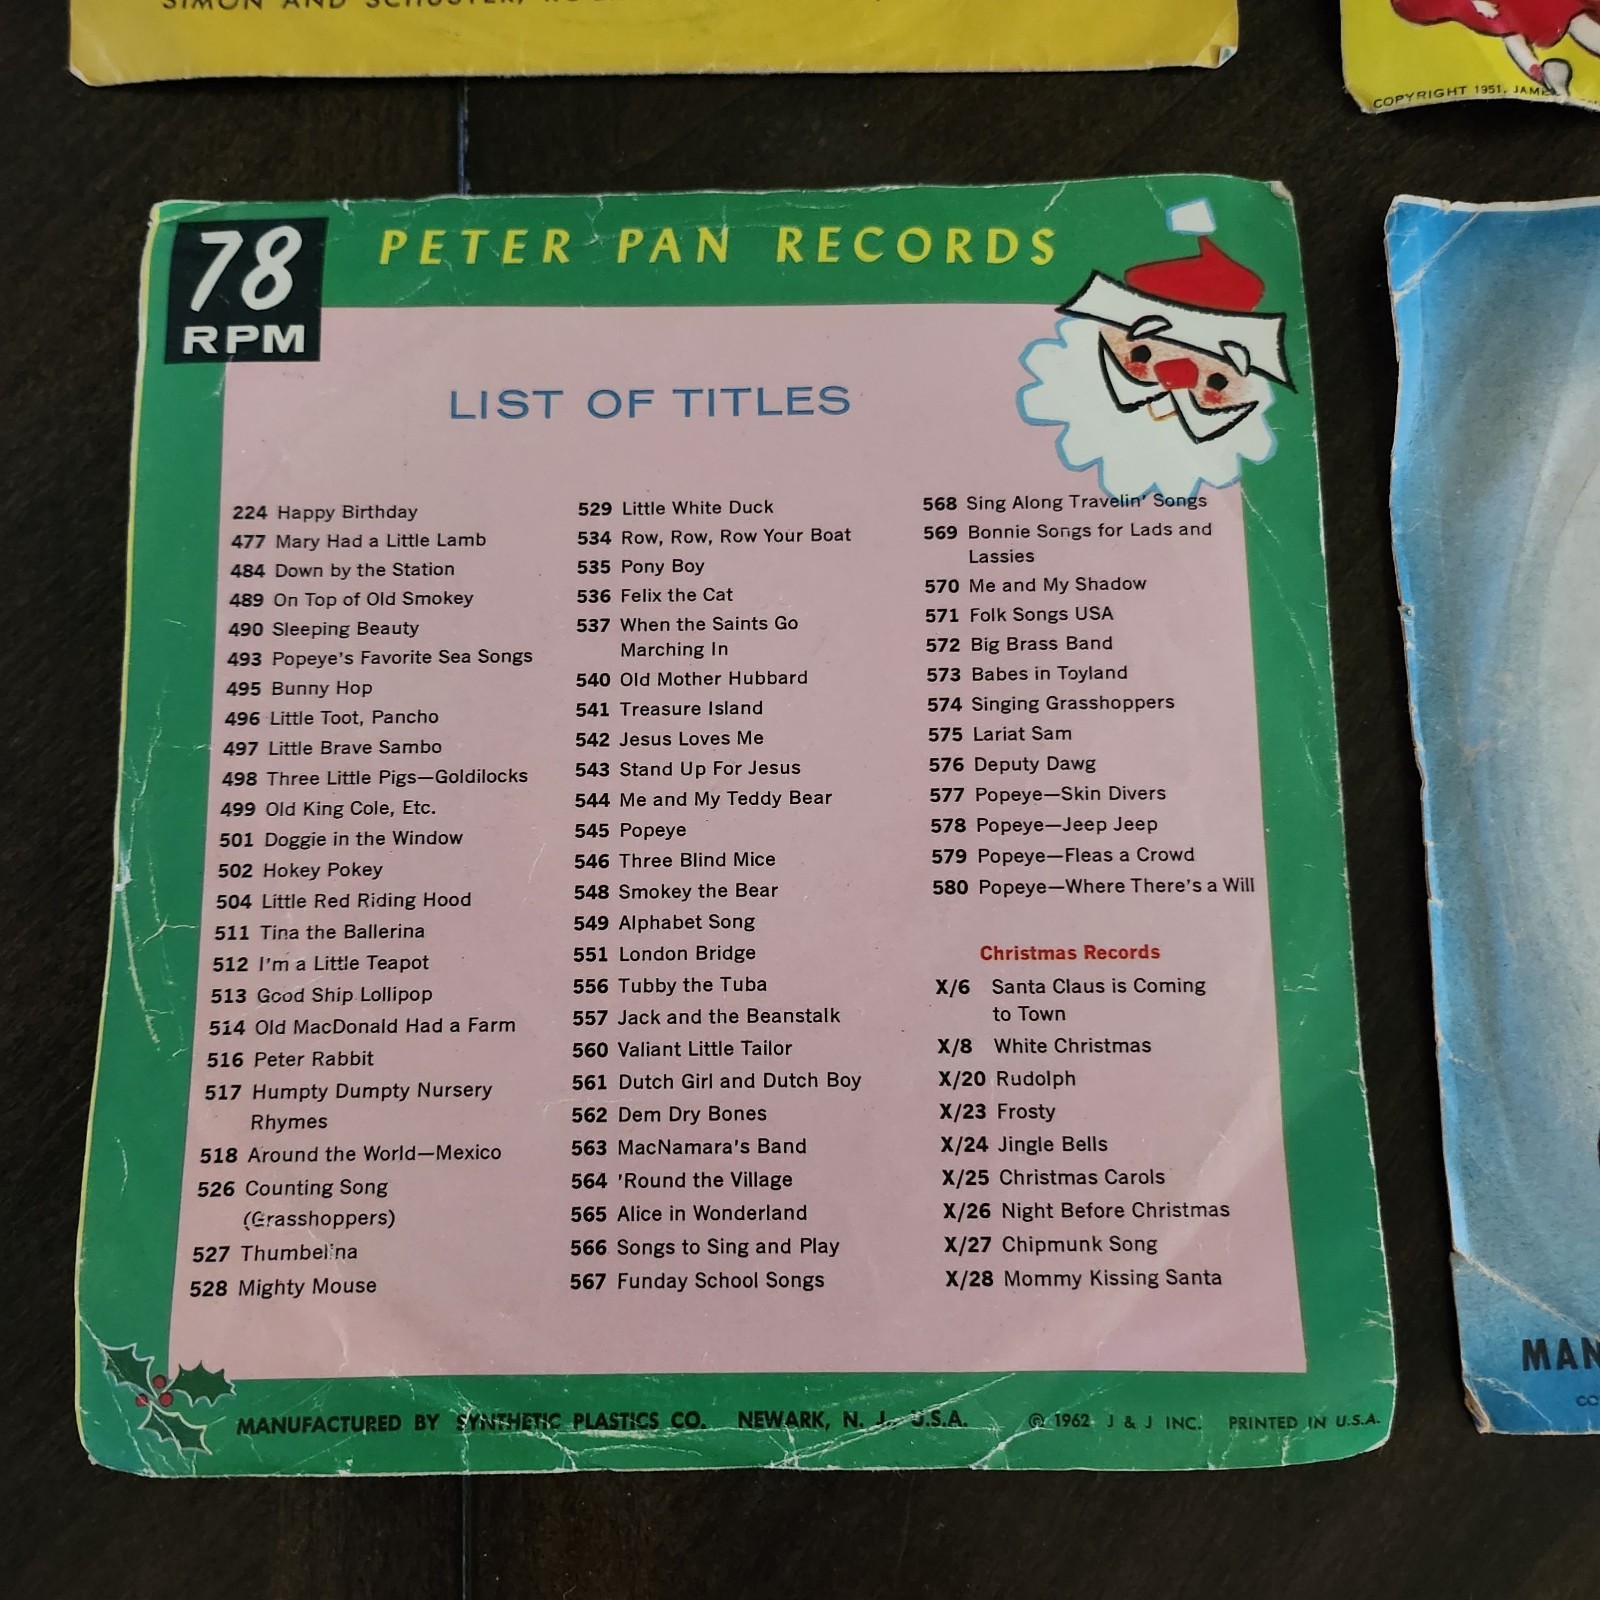 SIMON AND SCHUSTER,
COPYRIGHT 1951,
78
RPM
PETER PAN RECORDS
LIST OF TITLES
224 Happy Birthday
477 Mary Had a Little Lamb
484 Down by the Station
489 On Top of Old Smokey
490 Sleeping Beauty
493 Popeye's Favorite Sea Songs
495 Bunny Hop
496 Little Toot, Pancho
497 Little Brave Sambo
498 Three Little Pigs—Goldilocks
499 Old King Cole, Etc.
501 Doggie in the Window
502 Hokey Pokey
504 Little Red Riding Hood
511 Tina the Ballerina
512 I'm a Little Teapot
513 Good Ship Lollipop
514 Old MacDonald Had a Farm
516 Peter Rabbit
517 Humpty Dumpty Nursery
Rhymes
518 Around the World—Mexico
526 Counting Song
(Grasshoppers)
527 Thumbelina
528 Mighty Mouse
529 Little White Duck
534 Row, Row, Row Your Boat
535 Pony Boy
536 Felix the Cat
537 When the Saints Go
Marching In
540 Old Mother Hubbard
541 Treasure Island
542 Jesus Loves Me
543 Stand Up For Jesus
544 Me and My Teddy Bear
545 Popeye
546 Three Blind Mice
548 Smokey the Bear
549 Alphabet Song
551 London Bridge
556 Tubby the Tuba
557 Jack and the Beanstalk
560 Valiant Little Tailor
561 Dutch Girl and Dutch Boy
562 Dem Dry Bones
563 MacNamara's Band
564 'Round the Village
565 Alice in Wonderland
566 Songs to Sing and Play
567 Funday School Songs
568 Sing Along Travelin' Songs
569 Bonnie Songs for Lads and
Lassies
570 Me and My Shadow
571 Folk Songs USA
572 Big Brass Band
573 Babes in Toyland
574 Singing Grasshoppers
575 Lariat Sam
576 Deputy Dawg
577 Popeye—Skin Divers
578 Popeye—Jeep Jeep
579 Popeye—Fleas a Crowd
580 Popeye—Where There's a Will
Christmas Records
X/6 Santa Claus is Coming
to Town
X/8 White Christmas
X/20 Rudolph
X/23 Frosty
X/24 Jingle Bells
X/25 Christmas Carols
X/26 Night Before Christmas
X/27 Chipmunk Song
X/28 Mommy Kissing Santa
MANUFACTURED BY SYNTHETIC PLASTICS CO. NEWARK, N. J., U.S.A. © 1962 J & J INC. PRINTED IN U.S.A.
MAN